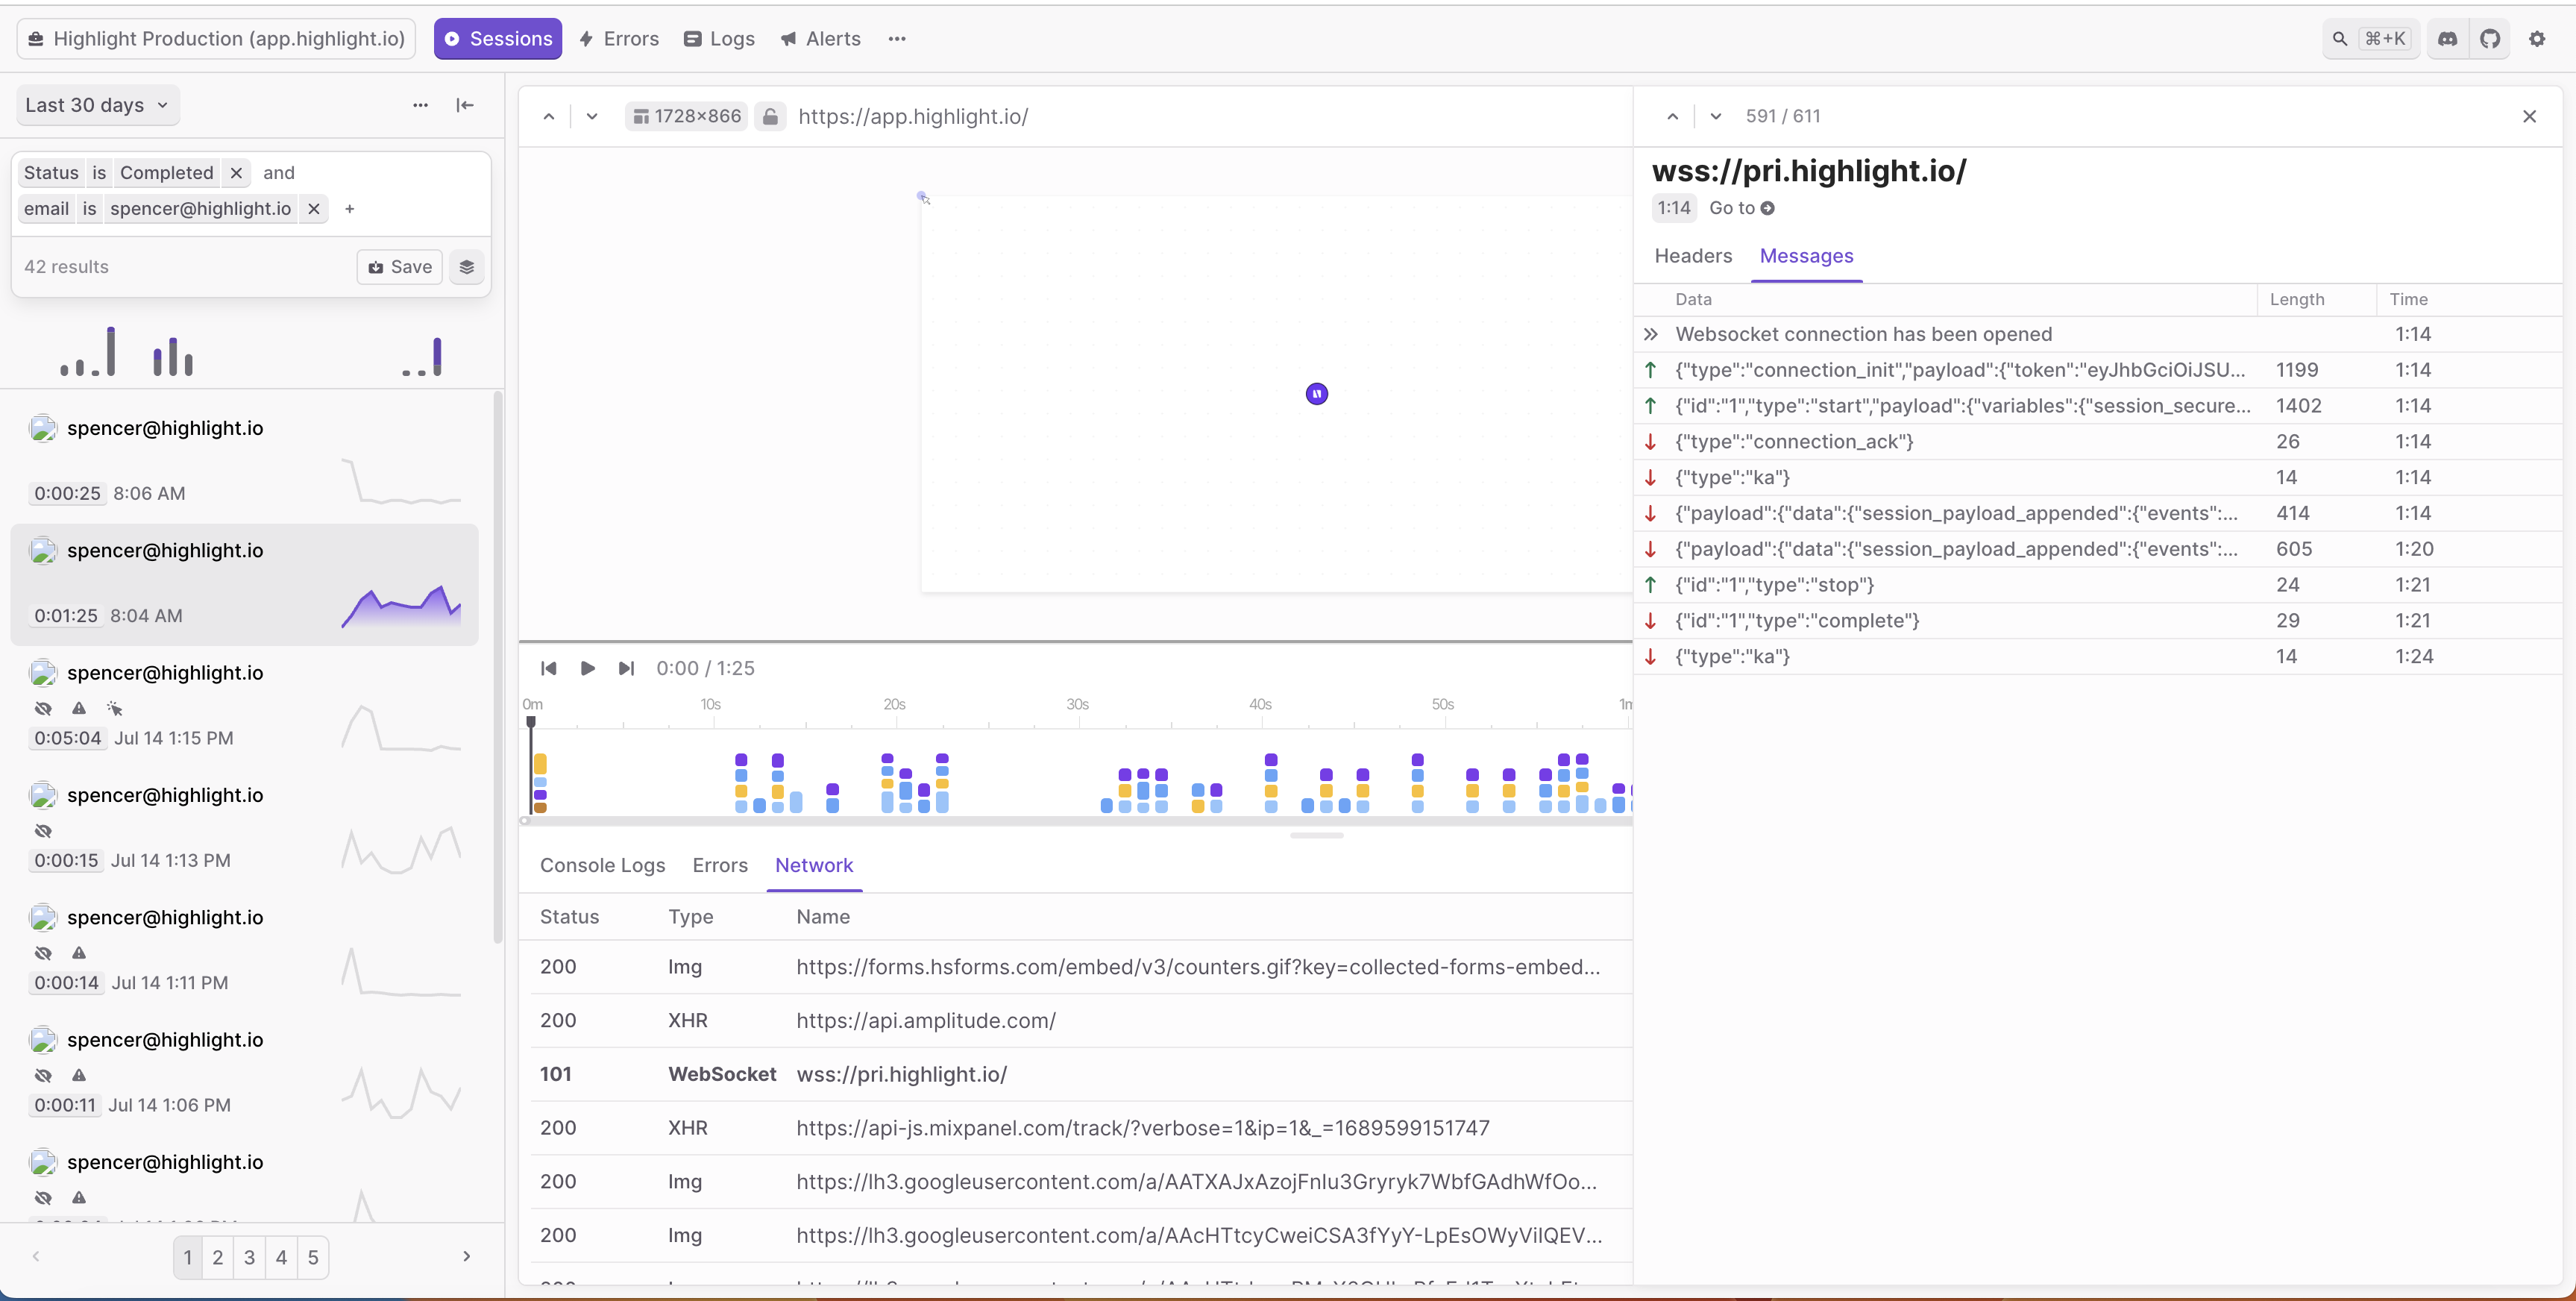 Highlight Production (app.highlight.io) Sessions Errors Logs Alerts ••• ⌘+K
Last 30 days •••
Status is Completed × and
email is spencer@highlight.io × +
42 results Save
spencer@highlight.io
0:00:25 8:06 AM
spencer@highlight.io
0:01:25 8:04 AM
spencer@highlight.io
0:05:04 Jul 14 1:15 PM
spencer@highlight.io
0:00:15 Jul 14 1:13 PM
spencer@highlight.io
0:00:14 Jul 14 1:11 PM
spencer@highlight.io
0:00:11 Jul 14 1:06 PM
spencer@highlight.io
1 2 3 4 5
1728×866 https://app.highlight.io/
0:00 / 1:25
0m 10s 20s 30s 40s 50s
Console Logs Errors Network
Status Type Name
200 Img https://forms.hsforms.com/embed/v3/counters.gif?key=collected-forms-embed...
200 XHR https://api.amplitude.com/
101 WebSocket wss://pri.highlight.io/
200 XHR https://api-js.mixpanel.com/track/?verbose=1&ip=1&_=1689599151747
200 Img https://lh3.googleusercontent.com/a/AATXAJxAzojFnlu3Gryryk7WbfGAdhWfOo...
200 Img https://lh3.googleusercontent.com/a/AAcHTtcyCweiCSA3fYyY-LpEsOWyVilQEV...
591 / 611
wss://pri.highlight.io/
1:14 Go to
Headers Messages
Data Length Time
Websocket connection has been opened 1:14
{"type":"connection_init","payload":{"token":"eyJhbGciOiJSU... 1199 1:14
{"id":"1","type":"start","payload":{"variables":{"session_secure... 1402 1:14
{"type":"connection_ack"} 26 1:14
{"type":"ka"} 14 1:14
{"payload":{"data":{"session_payload_appended":{"events":... 414 1:14
{"payload":{"data":{"session_payload_appended":{"events":... 605 1:20
{"id":"1","type":"stop"} 24 1:21
{"id":"1","type":"complete"} 29 1:21
{"type":"ka"} 14 1:24